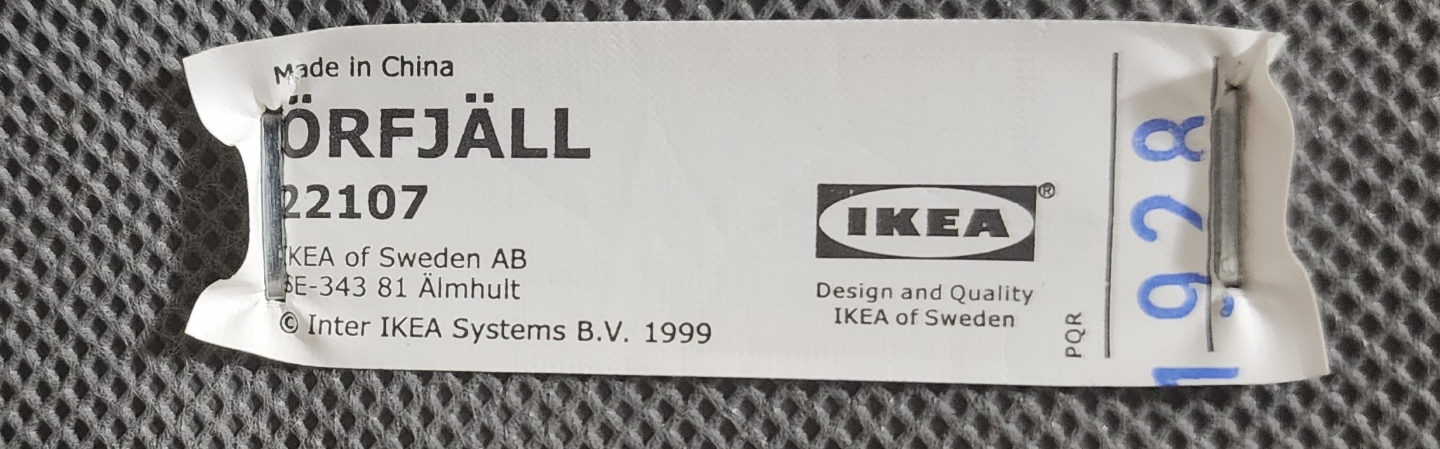 Made in China
ÖRFJÄLL
22107
IKEA of Sweden AB
SE-343 81 Älmhult
© Inter IKEA Systems B.V. 1999
IKEA®
Design and Quality
IKEA of Sweden
PQR
1928